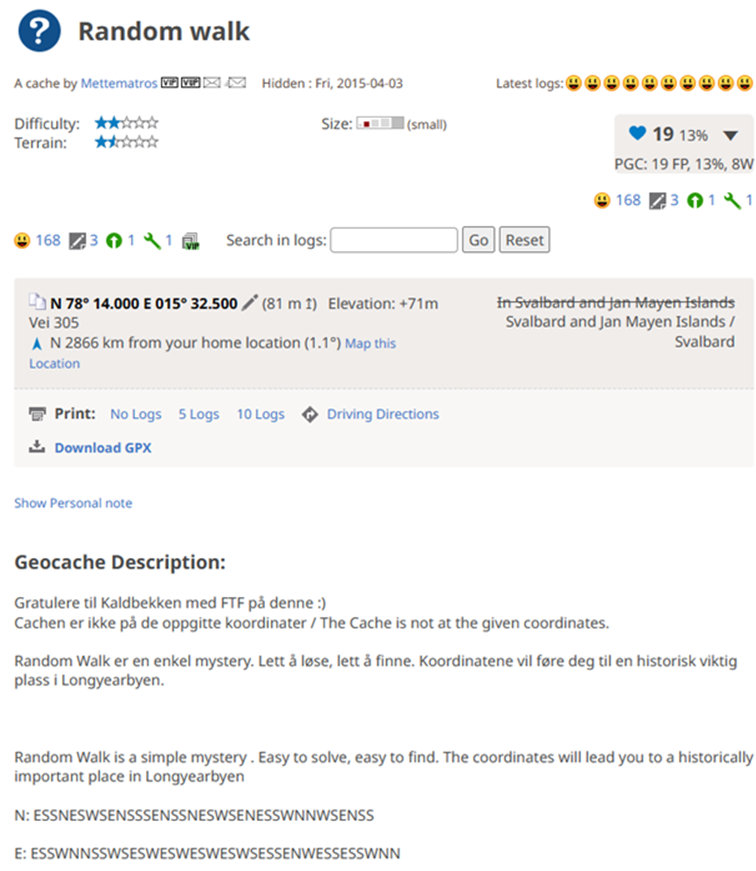 Random walk
A cache by Mettematros VIP VIP Hidden : Fri, 2015-04-03 Latest logs:
Difficulty: Size: (small)
Terrain:
19 13%
PGC: 19 FP, 13%, 8W
168 3 1 1
168 3 1 1 VIP Search in logs: Go Reset
N 78° 14.000 E 015° 32.500 (81 m ↥) Elevation: +71m
Vei 305
N 2866 km from your home location (1.1°) Map this
Location
In Svalbard and Jan Mayen Islands
Svalbard and Jan Mayen Islands /
Svalbard
Print: No Logs 5 Logs 10 Logs Driving Directions
Download GPX
Show Personal note
Geocache Description:
Gratulere til Kaldbekken med FTF på denne :)
Cachen er ikke på de oppgitte koordinater / The Cache is not at the given coordinates.
Random Walk er en enkel mystery. Lett å løse, lett å finne. Koordinatene vil føre deg til en historisk viktig
plass i Longyearbyen.
Random Walk is a simple mystery . Easy to solve, easy to find. The coordinates will lead you to a historically
important place in Longyearbyen
N: ESSNESWSENSSSENSSNESWSENESSWNNWSENSS
E: ESSWNNSSWSESWESWESWESWSESSENWESSESSWNN